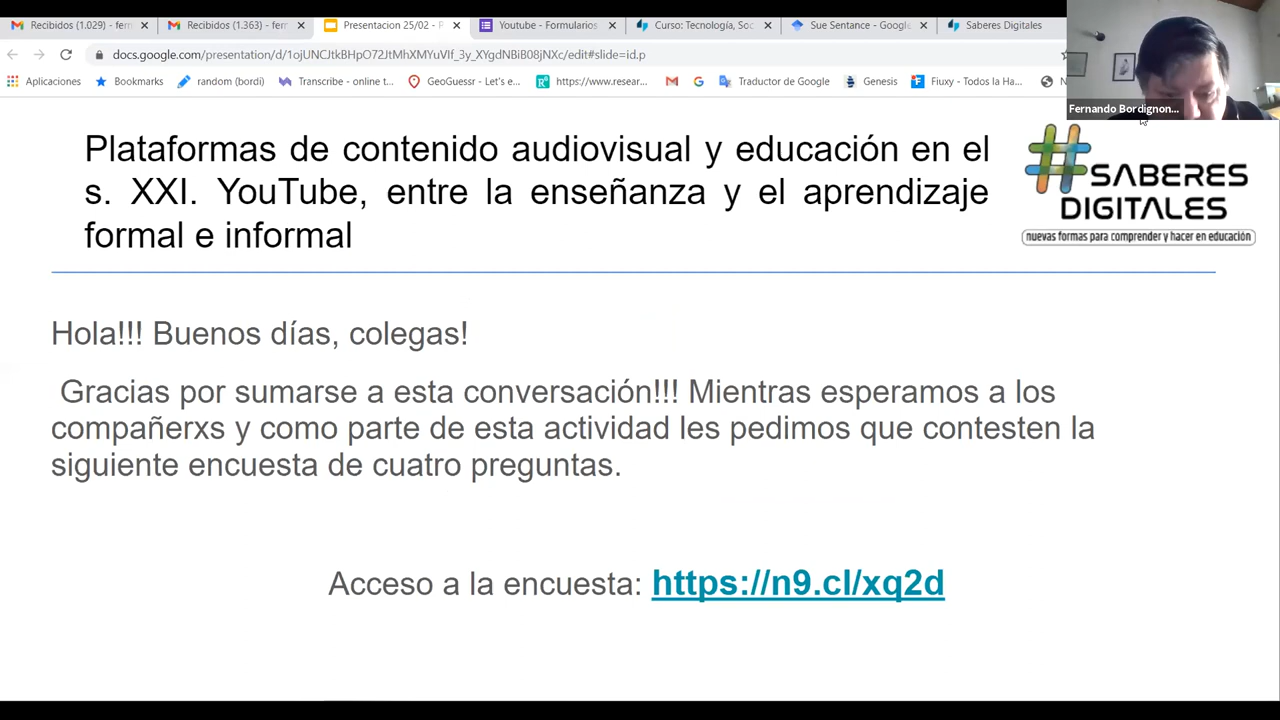 Recibidos (1.029) - fer
Recibidos (1.363) - fer
Presentacion 25/02 - P
Youtube - Formularios
Curso: Tecnología, Soc
Sue Sentance - Google
Saberes Digitales
docs.google.com/presentation/d/1ojUNCJtkBHpO72JtMhXMYuVIf_3y_XYgdNBiB08jNXc/edit#slide=id.p
Aplicaciones
Bookmarks
random (bordi)
Transcribe - online t...
GeoGuessr - Let's e...
https://www.resear...
Traductor de Google
Genesis
Fiuxy - Todos la Ha...
Fernando Bordignon...
Plataformas de contenido audiovisual y educación en el
s. XXI. YouTube, entre la enseñanza y el aprendizaje
formal e informal
#SABERES
DIGITALES
nuevas formas para comprender y hacer en educación
Hola!!! Buenos días, colegas!
Gracias por sumarse a esta conversación!!! Mientras esperamos a los
compañerxs y como parte de esta actividad les pedimos que contesten la
siguiente encuesta de cuatro preguntas.
Acceso a la encuesta: https://n9.cl/xq2d